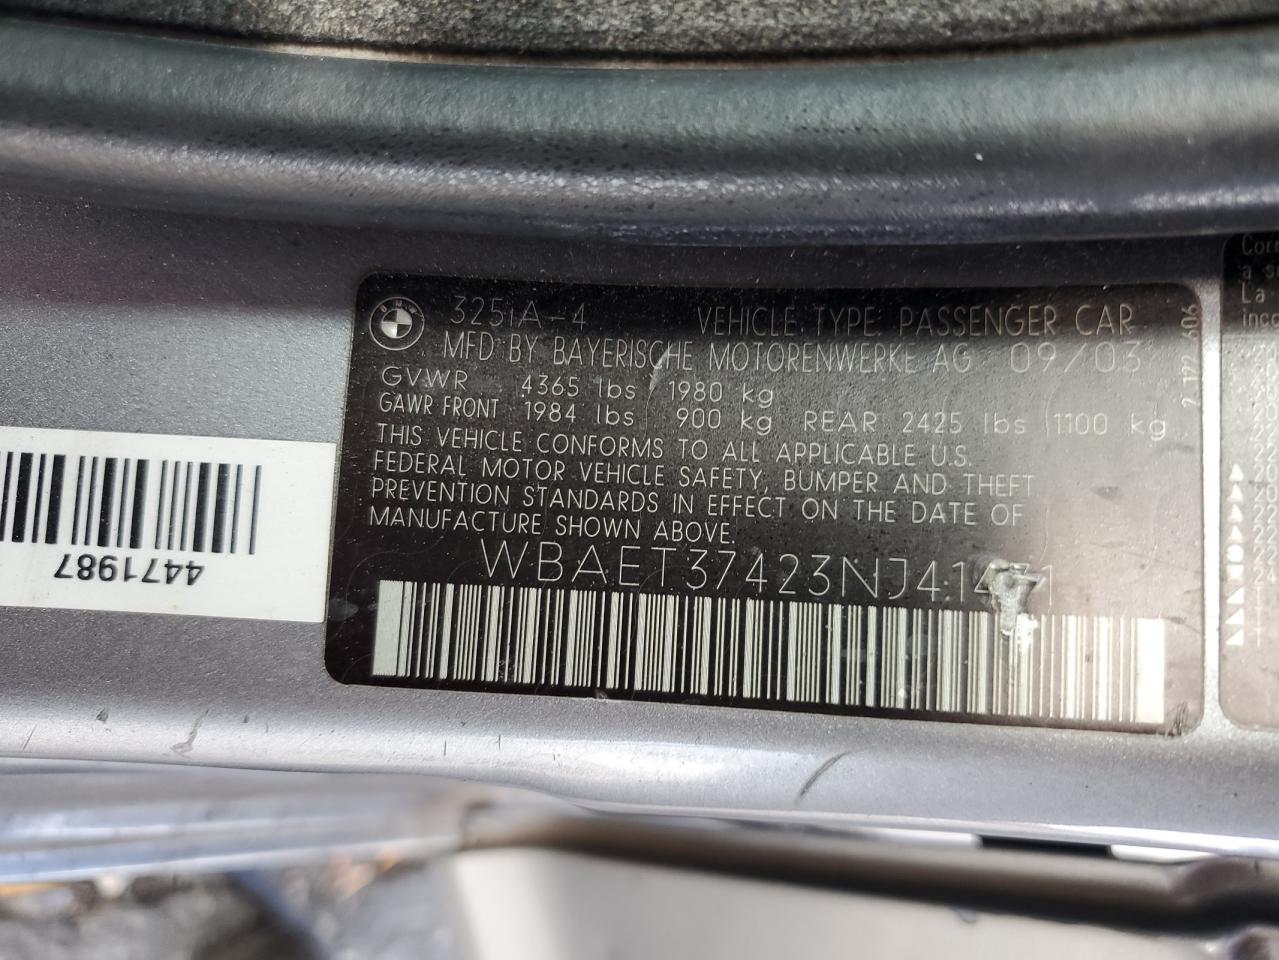 325iA-4 VEHICLE TYPE: PASSENGER CAR
MFD BY BAYERISCHE MOTORENWERKE AG 09/03
GVWR 4365 lbs 1980 kg
GAWR FRONT 1984 lbs 900 kg REAR 2425 lbs 1100 kg
THIS VEHICLE CONFORMS TO ALL APPLICABLE U.S.
FEDERAL MOTOR VEHICLE SAFETY, BUMPER AND THEFT
PREVENTION STANDARDS IN EFFECT ON THE DATE OF
MANUFACTURE SHOWN ABOVE.
4471987